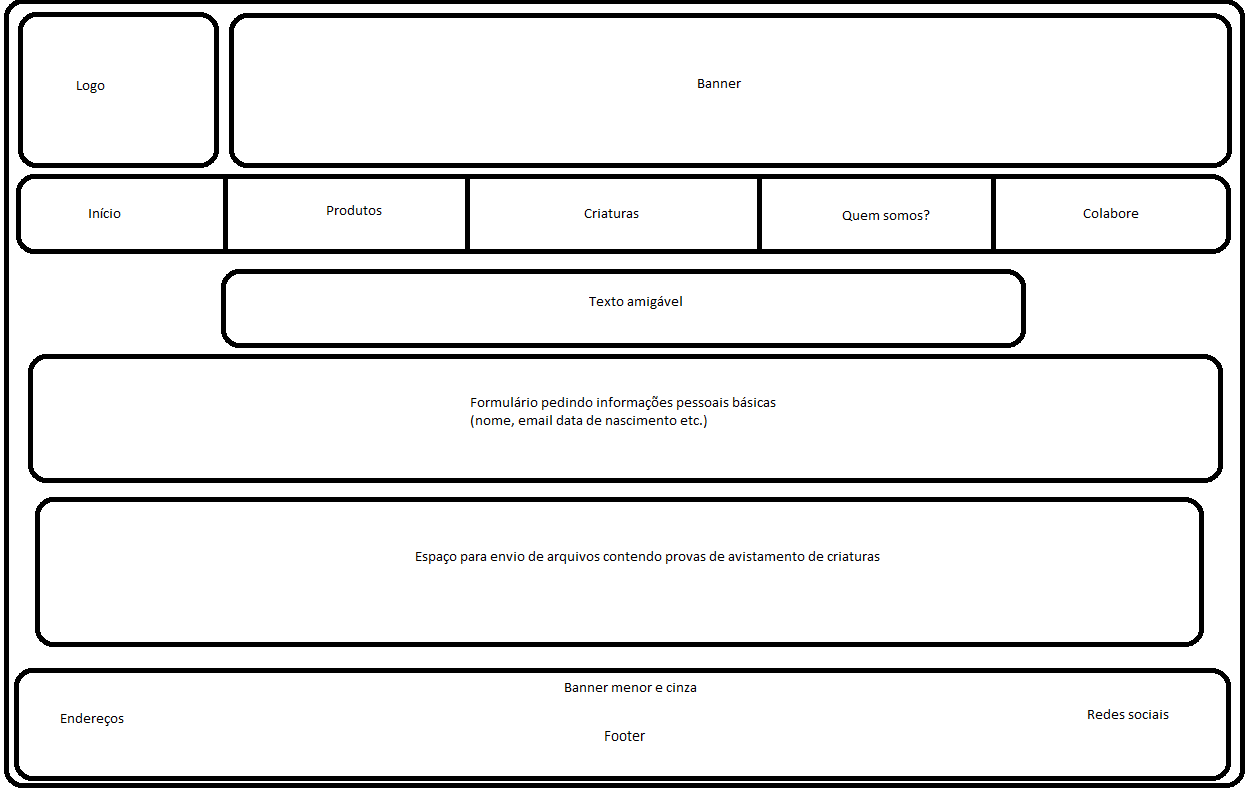 Logo
Banner
Início
Produtos
Criaturas
Quem somos?
Colabore
Texto amigável
Formulário pedindo informações pessoais básicas
(nome, email data de nascimento etc.)
Espaço para envio de arquivos contendo provas de avistamento de criaturas
Banner menor e cinza
Endereços
Redes sociais
Footer